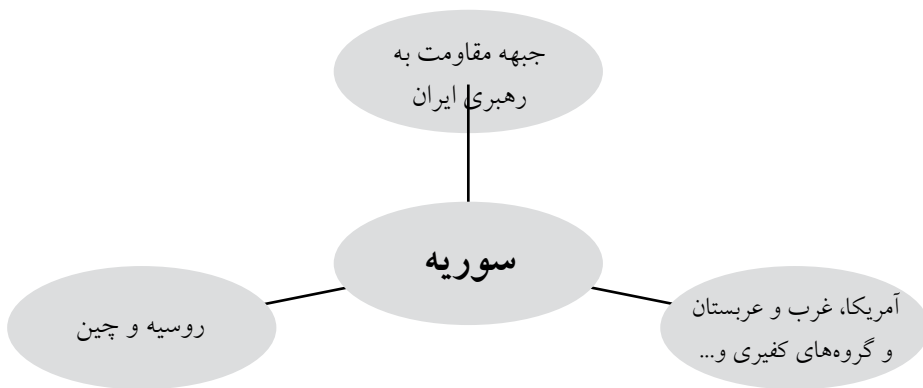 جبهه مقاومت به
رهبری ایران
سوریه
آمریکا، غرب و عربستان
و گروه‌های کفیری و...
روسیه و چین